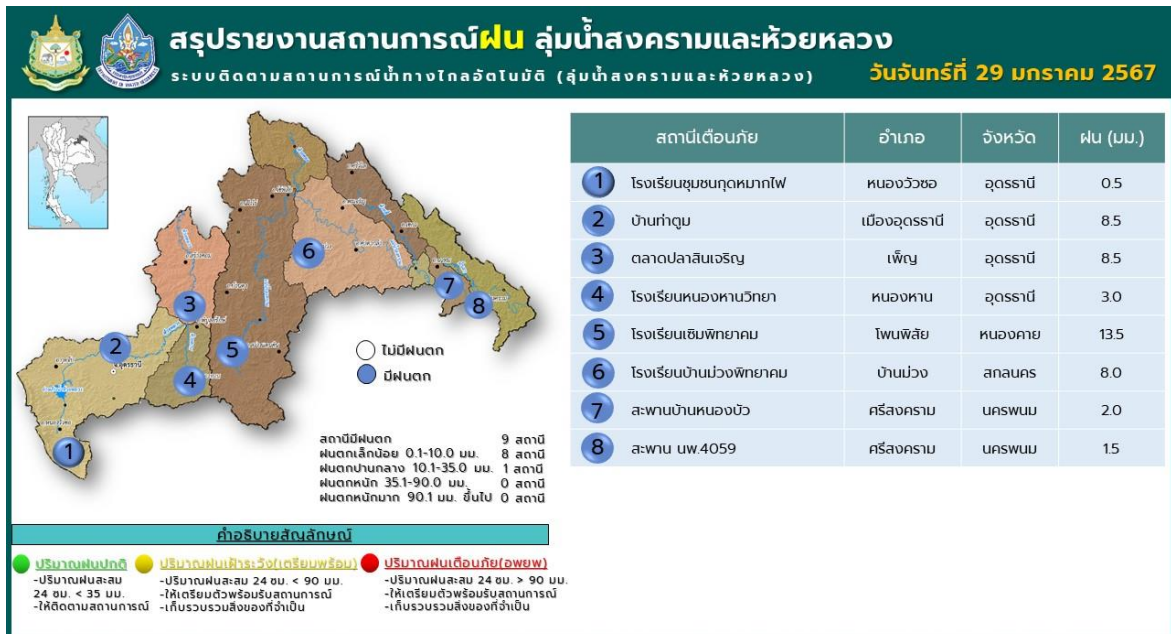 สรุปรายงานสถานการณ์ฝน ลุ่มน้ำสงครามและห้วยหลวง
ระบบติดตามสถานการณ์น้ำทางไกลอัตโนมัติ (ลุ่มน้ำสงครามและห้วยหลวง)
วันจันทร์ที่ 29 มกราคม 2567
สถานีเตือนภัย อำเภอ จังหวัด ฝน (มม.)
1 โรงเรียนชุมชนกุดหมากไฟ หนองวัวซอ อุดรธานี 0.5
2 บ้านท่าตูม เมืองอุดรธานี อุดรธานี 8.5
3 ตลาดปลาสินเจริญ เพ็ญ อุดรธานี 8.5
4 โรงเรียนหนองหานวิทยา หนองหาน อุดรธานี 3.0
5 โรงเรียนเซิมพิทยาคม โพนพิสัย หนองคาย 13.5
6 โรงเรียนบ้านม่วงพิทยาคม บ้านม่วง สกลนคร 8.0
7 สะพานบ้านหนองบัว ศรีสงคราม นครพนม 2.0
8 สะพาน นพ.4059 ศรีสงคราม นครพนม 1.5
6
7
8
3
2
5
4
1
ไม่มีฝนตก
มีฝนตก
สถานีมีฝนตก 9 สถานี
ฝนตกเล็กน้อย 0.1-10.0 มม. 8 สถานี
ฝนตกปานกลาง 10.1-35.0 มม. 1 สถานี
ฝนตกหนัก 35.1-90.0 มม. 0 สถานี
ฝนตกหนักมาก 90.1 มม. ขึ้นไป 0 สถานี
คำอธิบายสัญลักษณ์
ปริมาณฝนปกติ
-ปริมาณฝนสะสม
24 ชม. < 35 มม.
-ให้ติดตามสถานการณ์
ปริมาณฝนเฝ้าระวัง(เตรียมพร้อม)
-ปริมาณฝนสะสม 24 ชม. < 90 มม.
-ให้เตรียมตัวพร้อมรับสถานการณ์
-เก็บรวบรวมสิ่งของที่จำเป็น
ปริมาณฝนเตือนภัย(อพยพ)
-ปริมาณฝนสะสม 24 ชม. > 90 มม.
-ให้เตรียมตัวพร้อมรับสถานการณ์
-เก็บรวบรวมสิ่งของที่จำเป็น